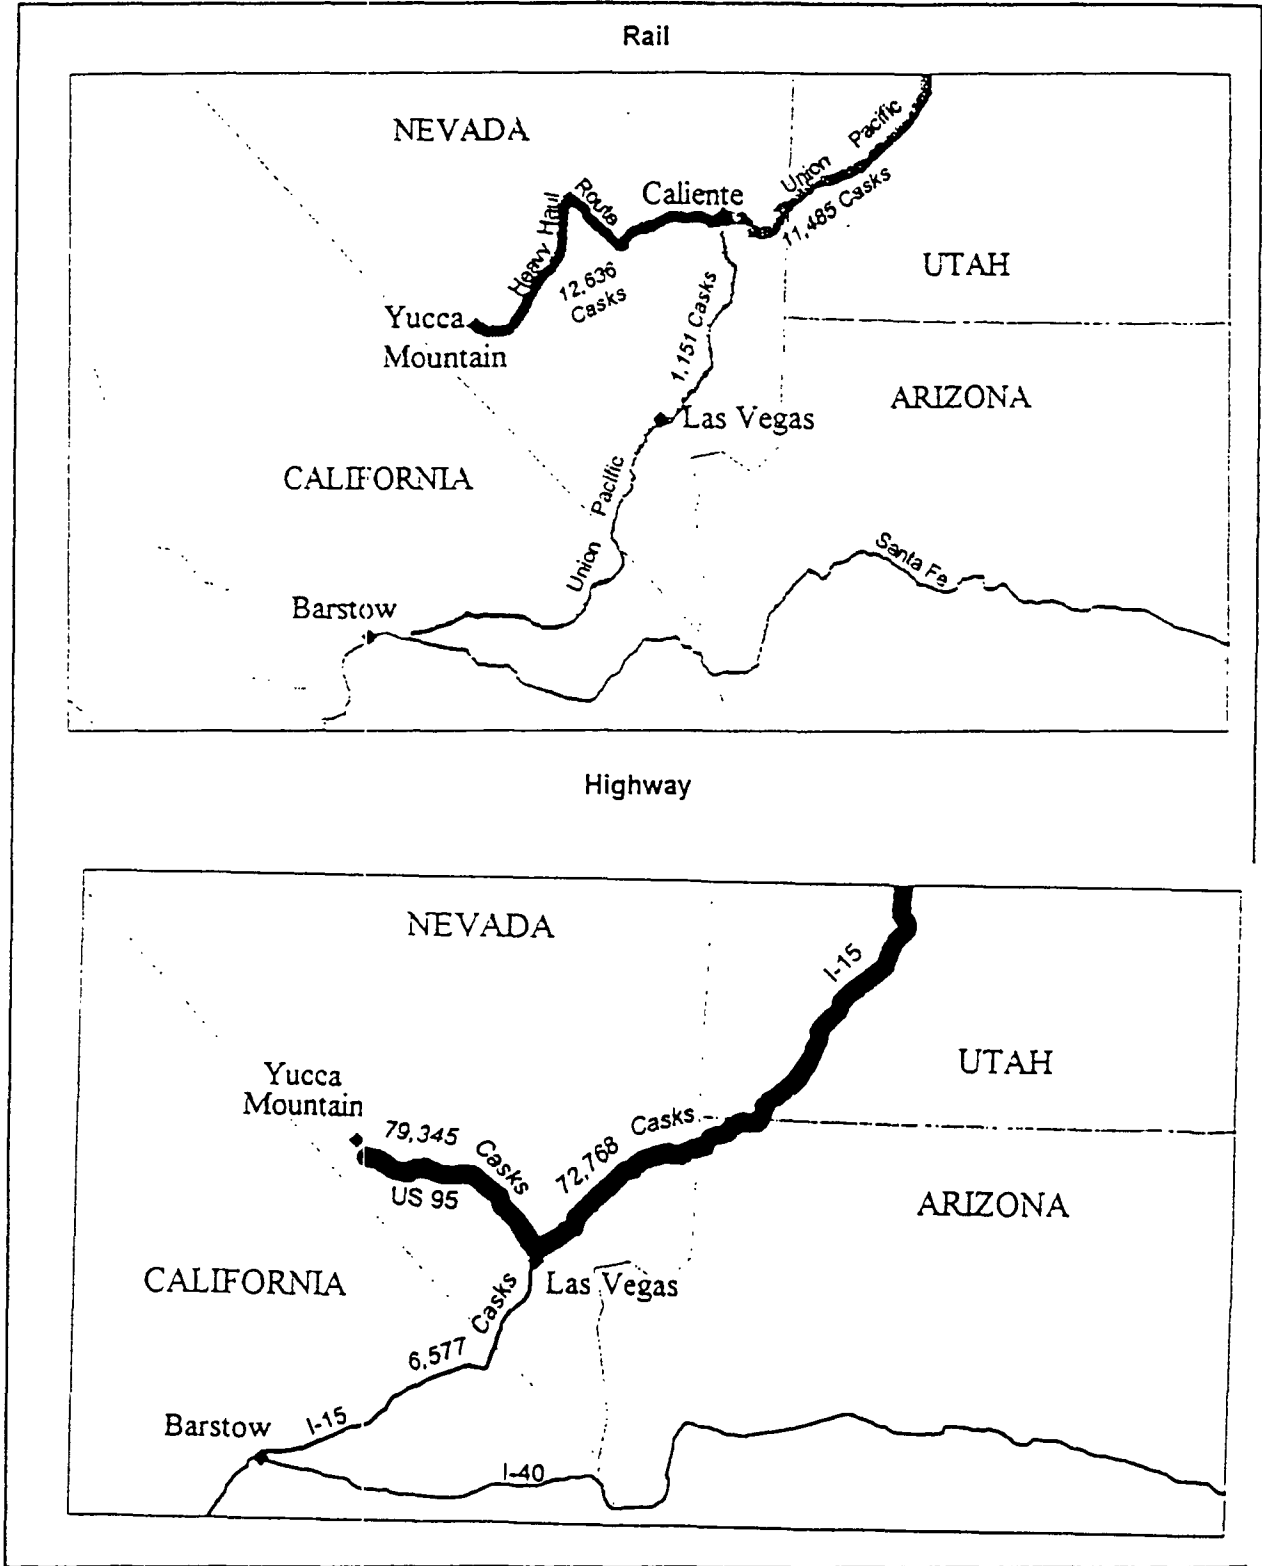 Rail
NEVADA
Union Pacific
11,485 Casks
Caliente
Heavy Haul Route
12,636
Casks
UTAH
Yucca
Mountain
1,151 Casks
ARIZONA
Las Vegas
CALIFORNIA
Union Pacific
Santa Fe
Barstow
Highway
NEVADA
I-15
UTAH
Yucca
Mountain
79,345 Casks
72,768 Casks
US 95
ARIZONA
CALIFORNIA
Las Vegas
6,577 Casks
Barstow
I-15
I-40